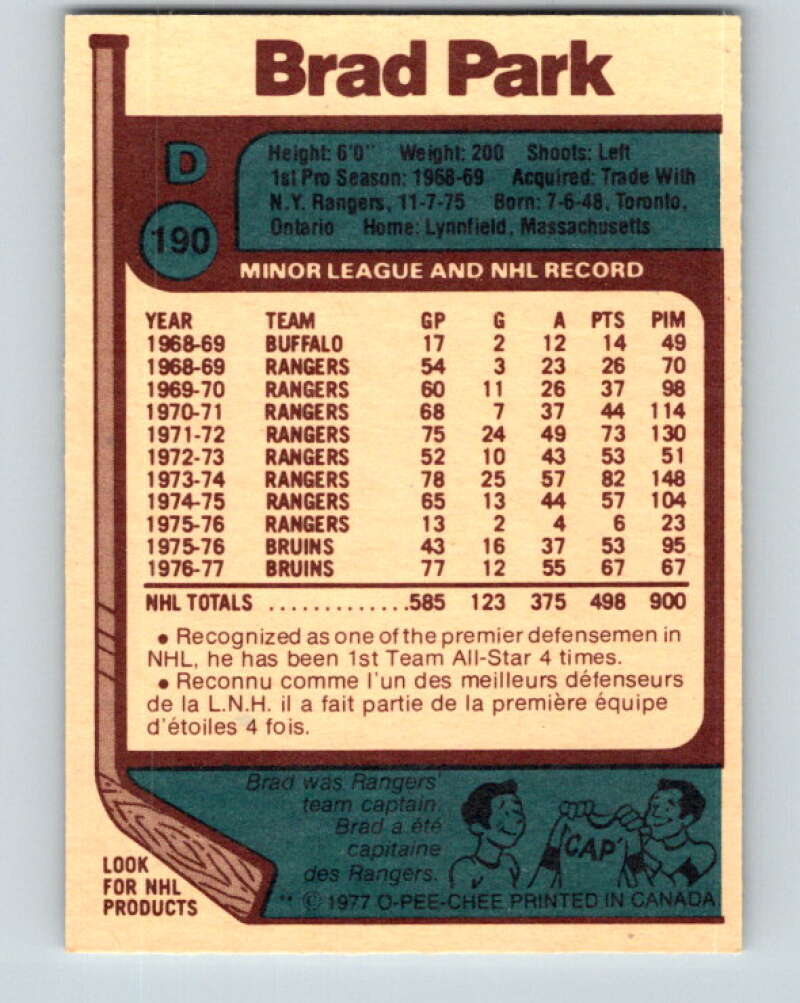 Brad Park
D
190
Height: 6'0" Weight: 200 Shoots: Left
1st Pro Season: 1968-69 Acquired: Trade With
N.Y. Rangers, 11-7-75 Born: 7-6-48, Toronto,
Ontario Home: Lynnfield, Massachusetts
MINOR LEAGUE AND NHL RECORD
YEAR TEAM GP G A PTS PIM
1968-69 BUFFALO 17 2 12 14 49
1968-69 RANGERS 54 3 23 26 70
1969-70 RANGERS 60 11 26 37 98
1970-71 RANGERS 68 7 37 44 114
1971-72 RANGERS 75 24 49 73 130
1972-73 RANGERS 52 10 43 53 51
1973-74 RANGERS 78 25 57 82 148
1974-75 RANGERS 65 13 44 57 104
1975-76 RANGERS 13 2 4 6 23
1975-76 BRUINS 43 16 37 53 95
1976-77 BRUINS 77 12 55 67 67
NHL TOTALS .............585 123 375 498 900
• Recognized as one of the premier defensemen in
NHL, he has been 1st Team All-Star 4 times.
• Reconnu comme l'un des meilleurs défenseurs
de la L.N.H. il a fait partie de la première équipe
d'étoiles 4 fois.
Brad was Rangers'
team captain.
Brad a été
capitaine
des Rangers.
CAP'
LOOK
FOR NHL
PRODUCTS
** © 1977 O-PEE-CHEE PRINTED IN CANADA